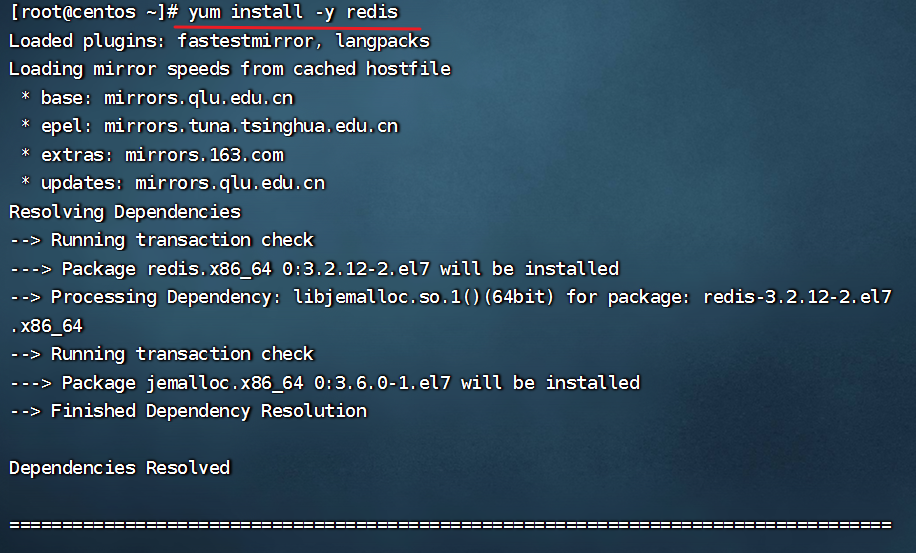 [root@centos ~]# yum install -y redis
Loaded plugins: fastestmirror, langpacks
Loading mirror speeds from cached hostfile
 * base: mirrors.qlu.edu.cn
 * epel: mirrors.tuna.tsinghua.edu.cn
 * extras: mirrors.163.com
 * updates: mirrors.qlu.edu.cn
Resolving Dependencies
--> Running transaction check
---> Package redis.x86_64 0:3.2.12-2.el7 will be installed
--> Processing Dependency: libjemalloc.so.1()(64bit) for package: redis-3.2.12-2.el7
.x86_64
--> Running transaction check
---> Package jemalloc.x86_64 0:3.6.0-1.el7 will be installed
--> Finished Dependency Resolution

Dependencies Resolved

====================================================================================